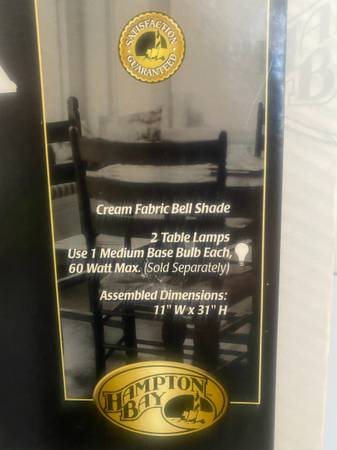 SATISFACTION
GUARANTEED
Cream Fabric Bell Shade
2 Table Lamps
Use 1 Medium Base Bulb Each,
60 Watt Max. (Sold Separately)
Assembled Dimensions:
11" W x 31" H
HAMPTON
BAY